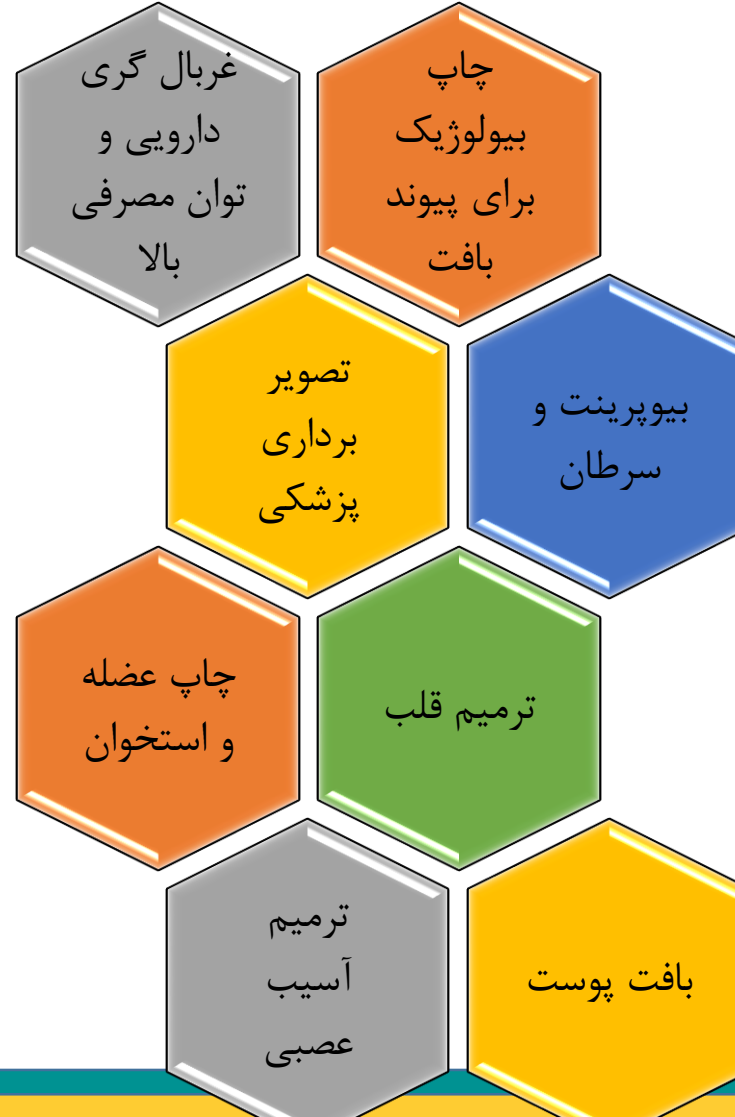 چاپ
بیولوژیک
برای پیوند
بافت
غربال گری
دارویی و
توان مصرفی
بالا
بیوپرینت و
سرطان
تصویر
برداری
پزشکی
ترمیم قلب
چاپ عضله
و استخوان
بافت پوست
ترمیم
آسیب
عصبی